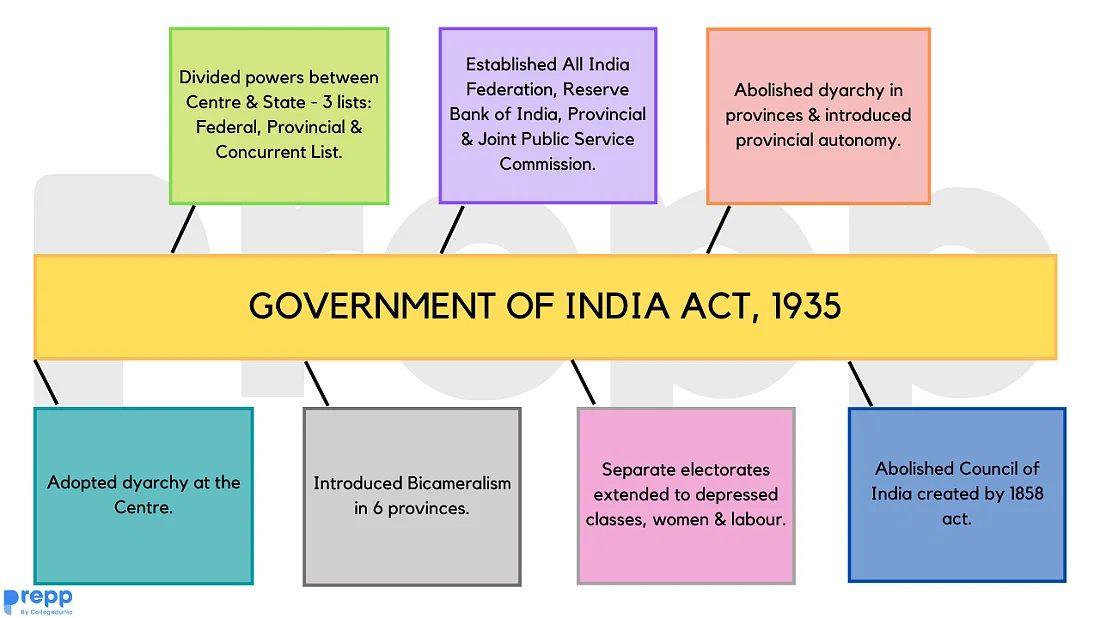 Divided powers between
Centre & State - 3 lists:
Federal, Provincial &
Concurrent List.
Established All India
Federation, Reserve
Bank of India, Provincial
& Joint Public Service
Commission.
Abolished dyarchy in
provinces & introduced
provincial autonomy.
GOVERNMENT OF INDIA ACT, 1935
Adopted dyarchy at the
Centre.
Introduced Bicameralism
in 6 provinces.
Separate electorates
extended to depressed
classes, women & labour.
Abolished Council of
India created by 1858
act.
prepp
By Collegedunia
prepp